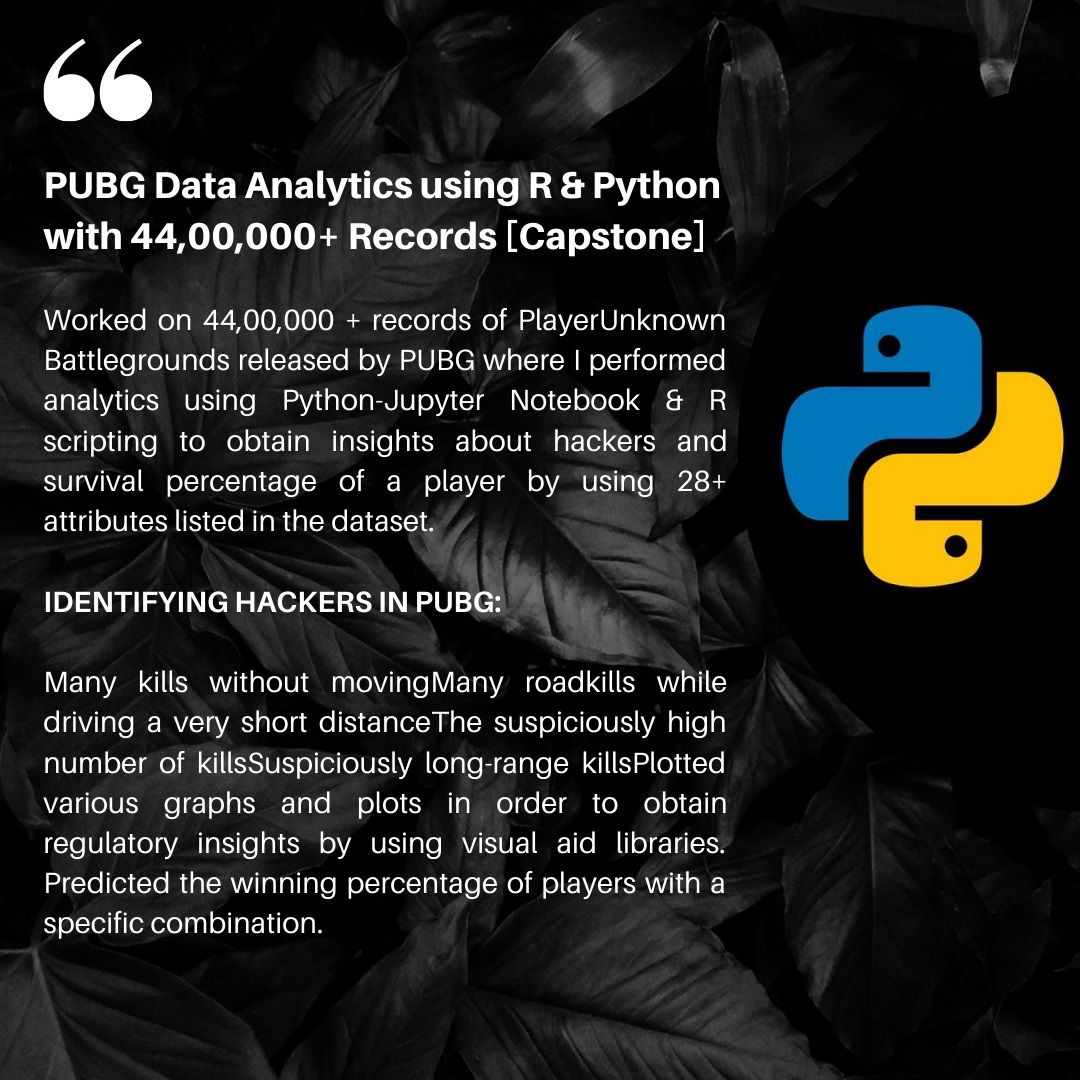 “
PUBG Data Analytics using R & Python
with 44,00,000+ Records [Capstone]
Worked on 44,00,000 + records of PlayerUnknown
Battlegrounds released by PUBG where I performed
analytics using Python-Jupyter Notebook & R
scripting to obtain insights about hackers and
survival percentage of a player by using 28+
attributes listed in the dataset.
IDENTIFYING HACKERS IN PUBG:
Many kills without movingMany roadkills while
driving a very short distanceThe suspiciously high
number of killsSuspiciously long-range killsPlotted
various graphs and plots in order to obtain
regulatory insights by using visual aid libraries.
Predicted the winning percentage of players with a
specific combination.